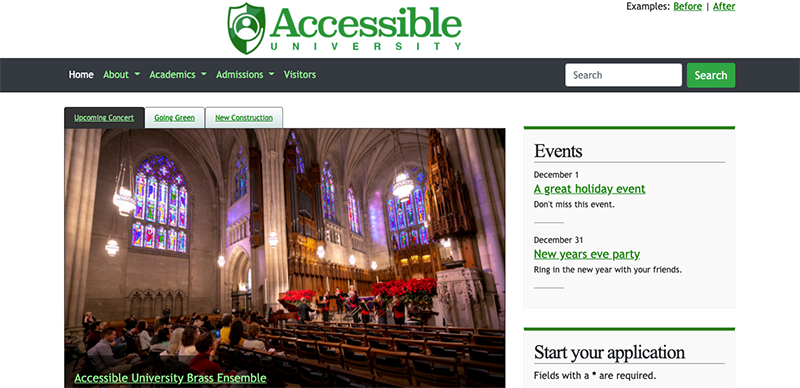 Examples: Before | After
Accessible
UNIVERSITY
Home About Academics Admissions Visitors Search Search
Upcoming Concert Going Green New Construction
Accessible University Brass Ensemble
Events
December 1
A great holiday event
Don't miss this event.
December 31
New years eve party
Ring in the new year with your friends.
Start your application
Fields with a * are required.